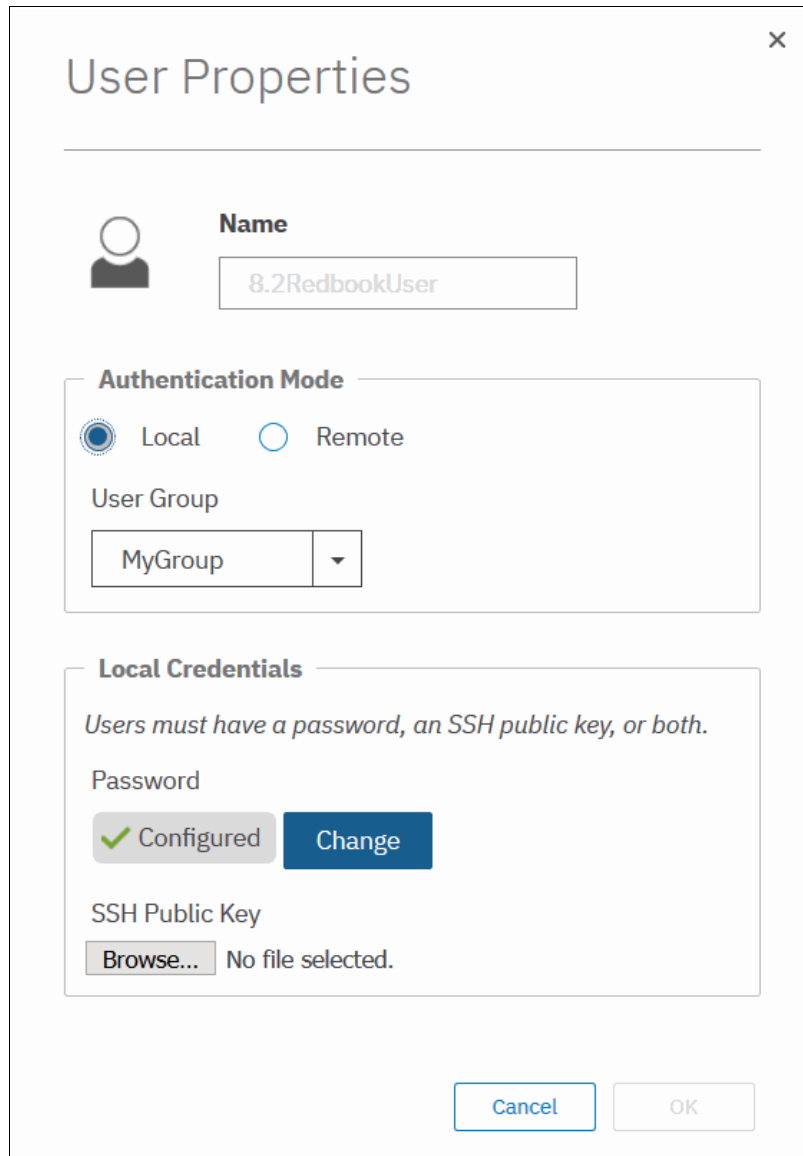 User Properties
Name
8.2RedbookUser
Authentication Mode
Local Remote
User Group
MyGroup
Local Credentials
Users must have a password, an SSH public key, or both.
Password
Configured Change
SSH Public Key
Browse... No file selected.
Cancel OK